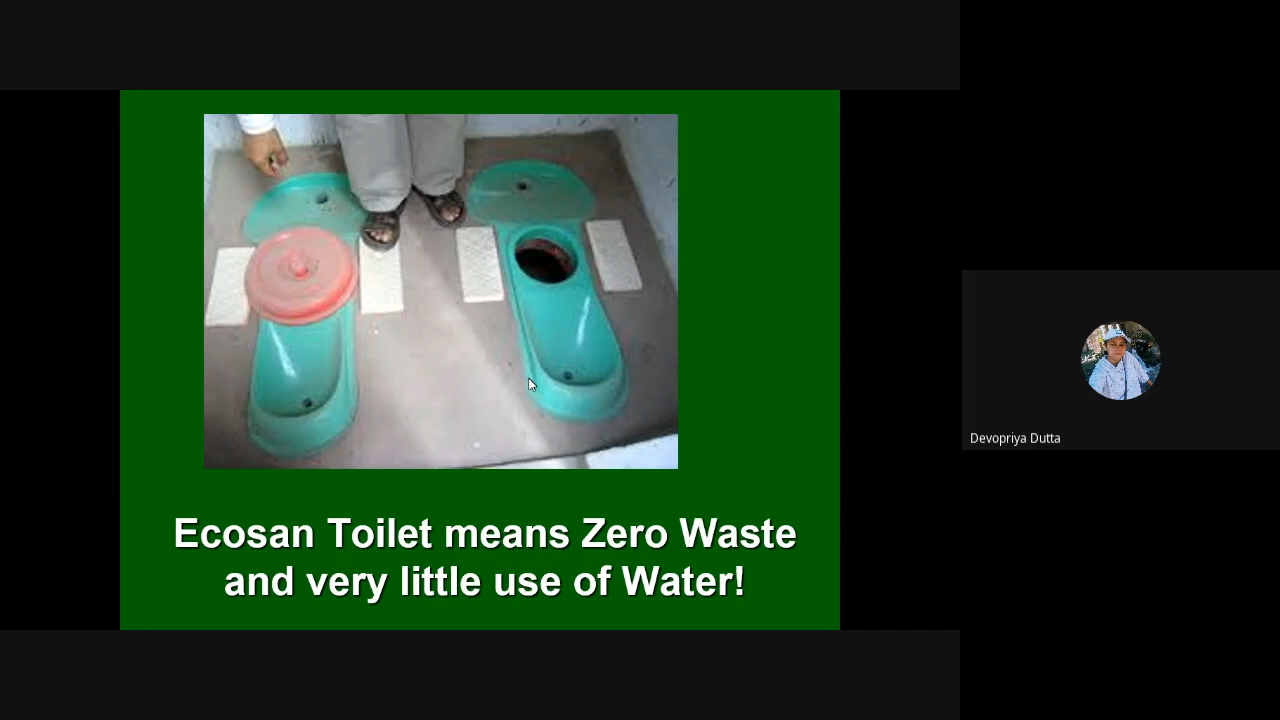 Ecosan Toilet means Zero Waste
and very little use of Water!
Devopriya Dutta